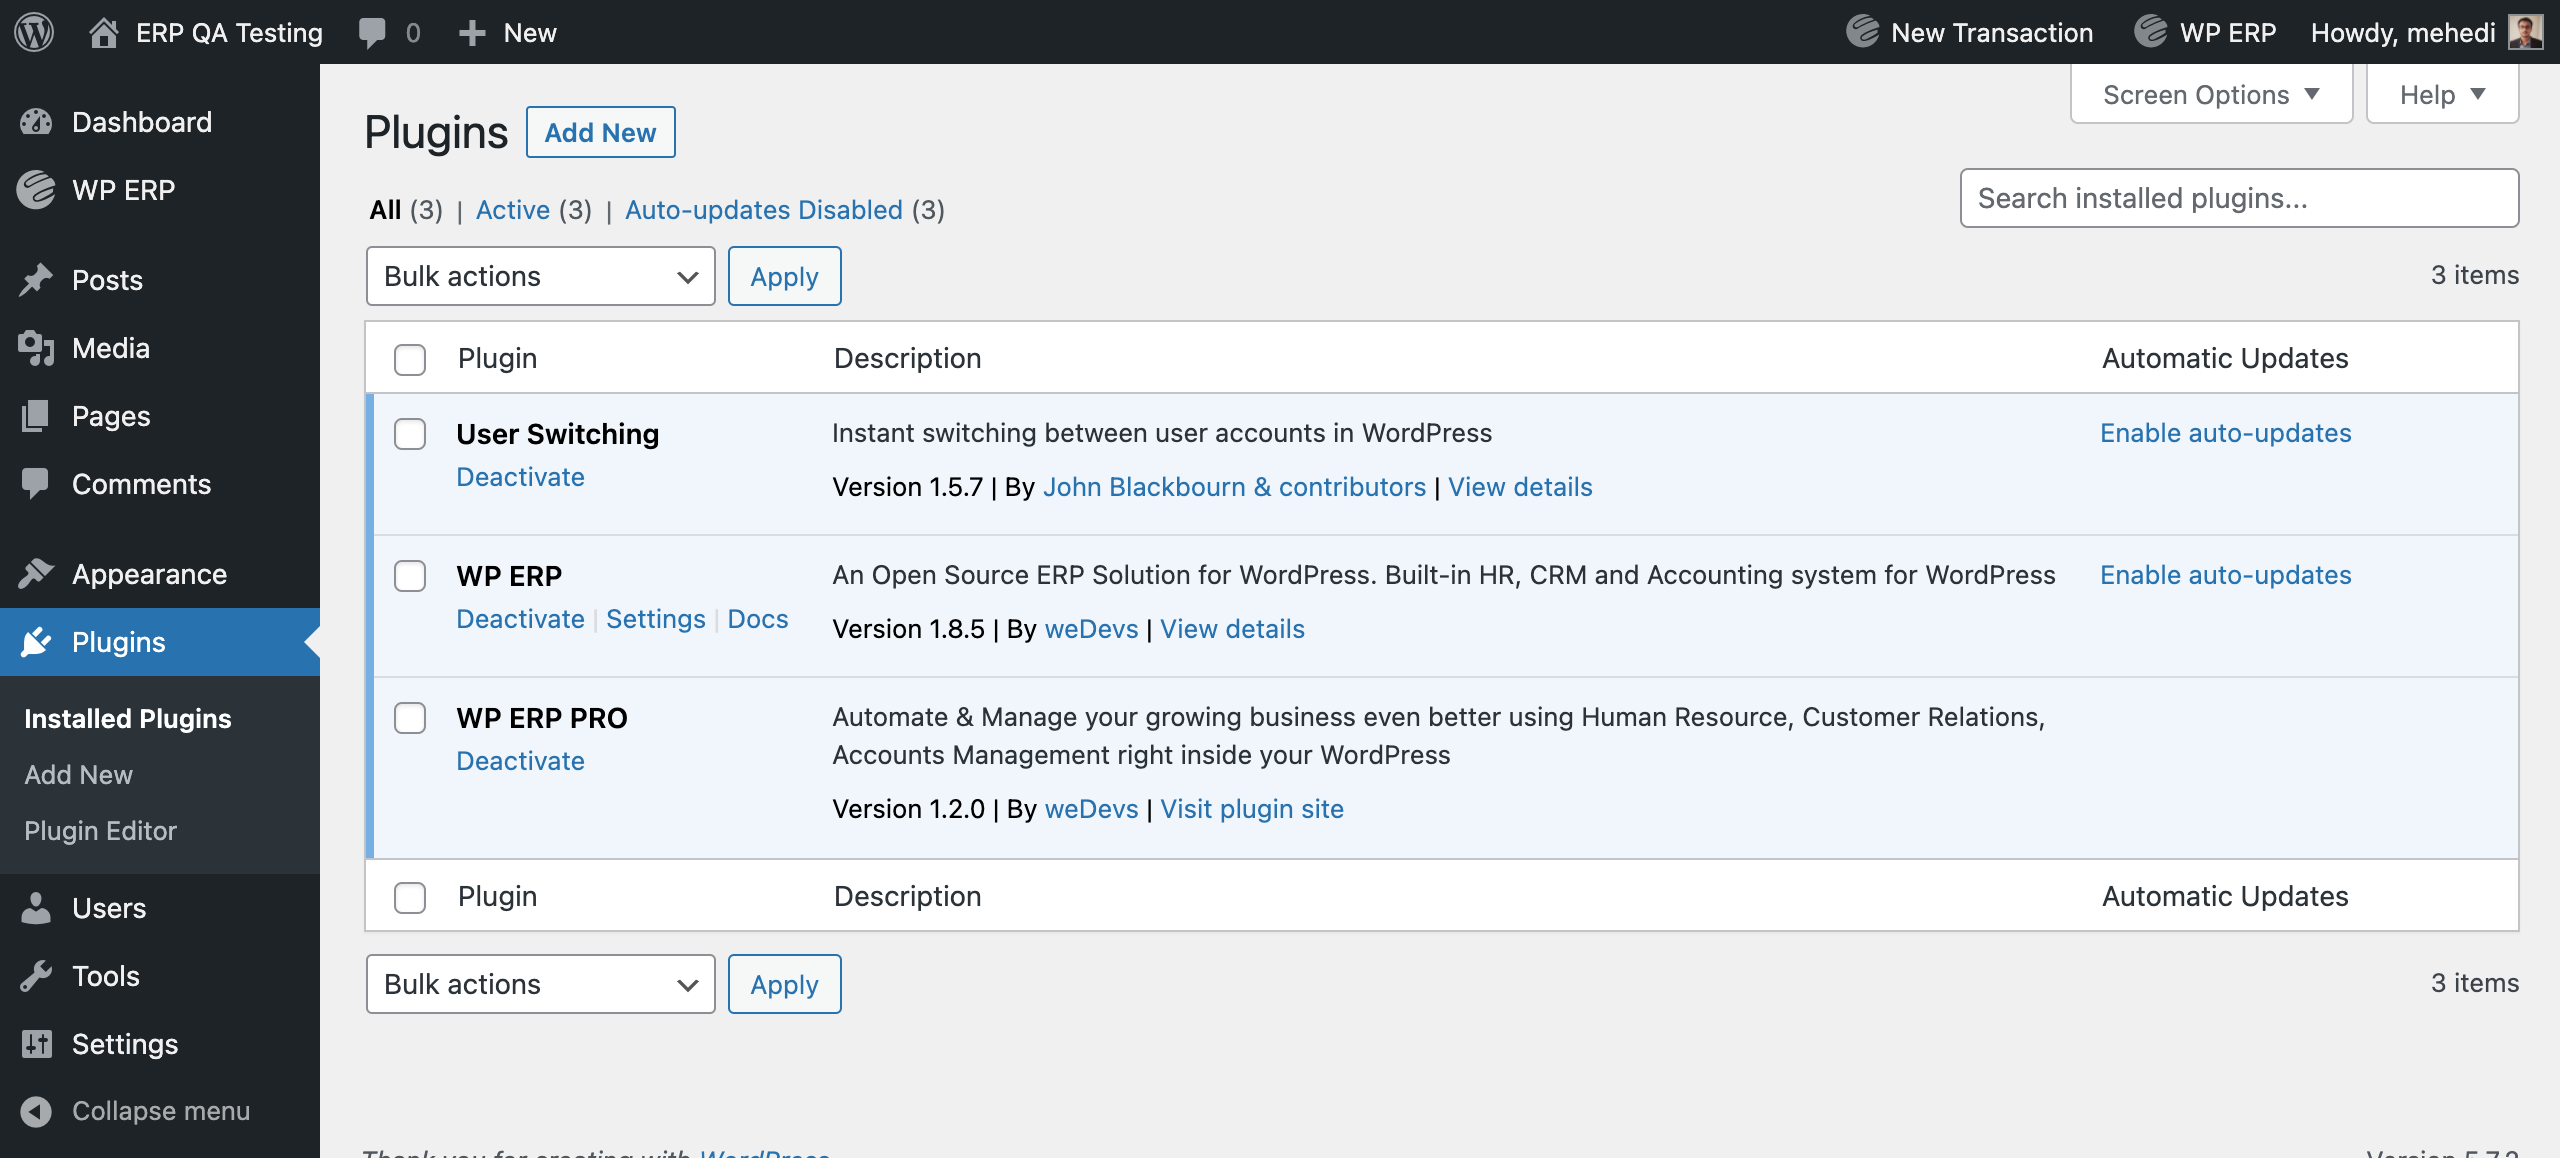 ERP QA Testing 0 New New Transaction WP ERP Howdy, mehedi
Dashboard
WP ERP
Posts
Media
Pages
Comments
Appearance
Plugins
Installed Plugins
Add New
Plugin Editor
Users
Tools
Settings
Collapse menu
Screen Options Help
Plugins Add New
All (3) | Active (3) | Auto-updates Disabled (3)
Search installed plugins...
Bulk actions Apply 3 items
Plugin Description Automatic Updates
User Switching Instant switching between user accounts in WordPress Enable auto-updates
Deactivate Version 1.5.7 | By John Blackbourn & contributors | View details
WP ERP An Open Source ERP Solution for WordPress. Built-in HR, CRM and Accounting system for WordPress Enable auto-updates
Deactivate | Settings | Docs Version 1.8.5 | By weDevs | View details
WP ERP PRO Automate & Manage your growing business even better using Human Resource, Customer Relations,
Deactivate Accounts Management right inside your WordPress
Version 1.2.0 | By weDevs | Visit plugin site
Plugin Description Automatic Updates
Bulk actions Apply 3 items
Thank you for creating with WordPress